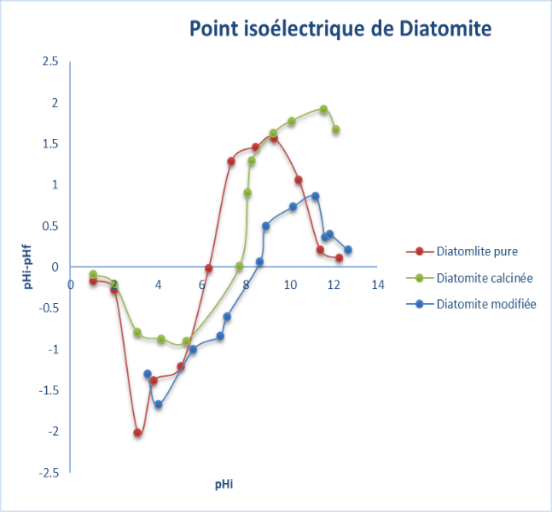 Point isoélectrique de Diatomite
2.5
2
1.5
1
0.5
0
-0.5
-1
-1.5
-2
-2.5
0 2 4 6 8 10 12 14
pHi-pHf
pHi
Diatomlite pure
Diatomite calcinée
Diatomite modifiée